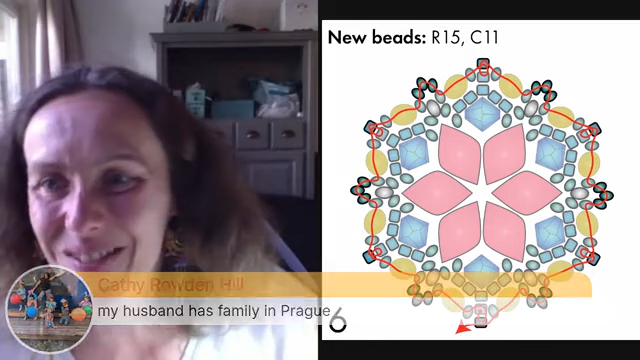 New beads: R15, C11
Cathy Rowden Hill
my husband has family in Prague
6